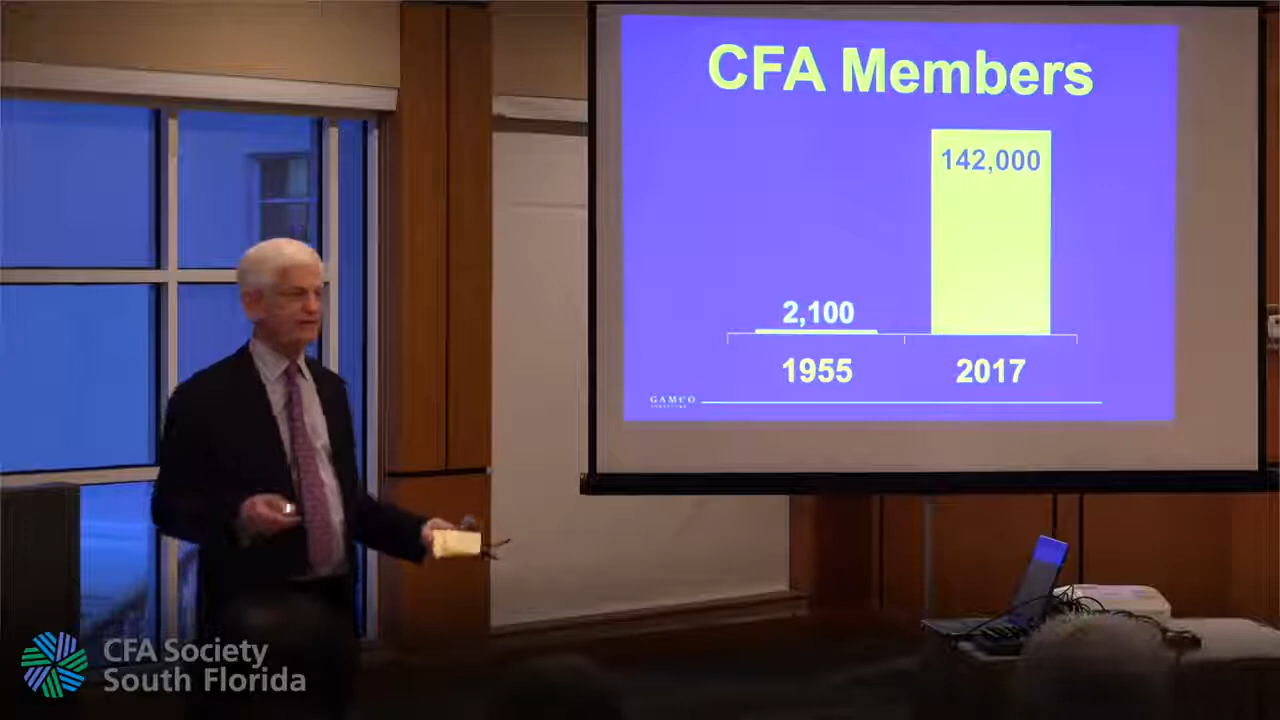 CFA Members
142,000
2,100
1955 2017
GAMCO
CFA Society
South Florida